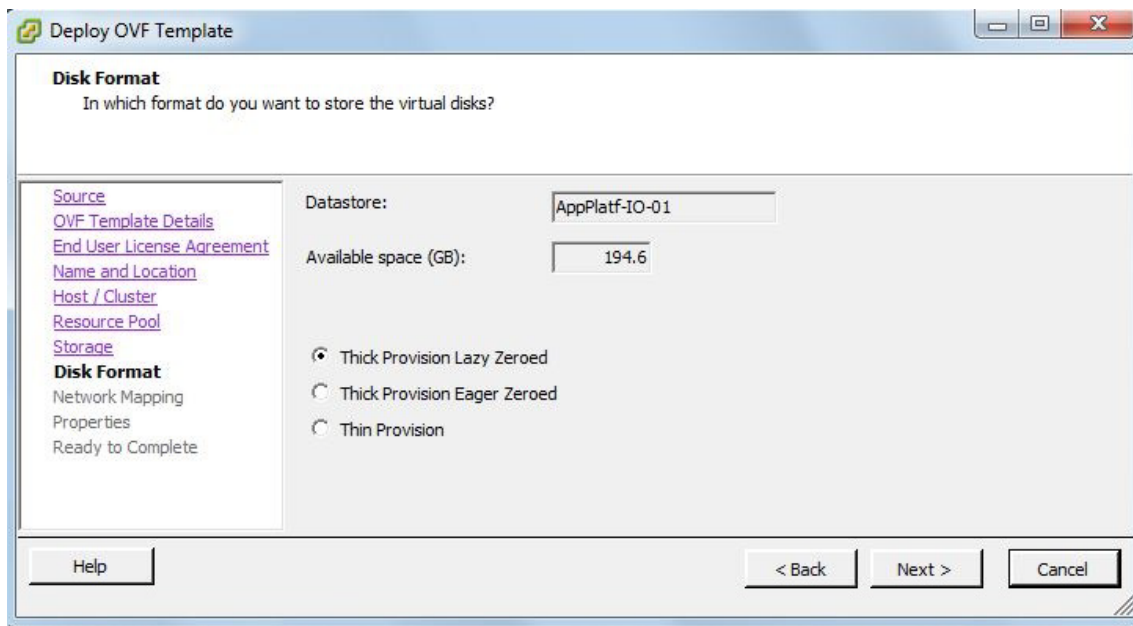 Deploy OVF Template
Disk Format
In which format do you want to store the virtual disks?
Source
OVF Template Details
End User License Agreement
Name and Location
Host / Cluster
Resource Pool
Storage
Disk Format
Network Mapping
Properties
Ready to Complete
Datastore: AppPlatf-IO-01
Available space (GB): 194.6
Thick Provision Lazy Zeroed
Thick Provision Eager Zeroed
Thin Provision
Help < Back Next > Cancel